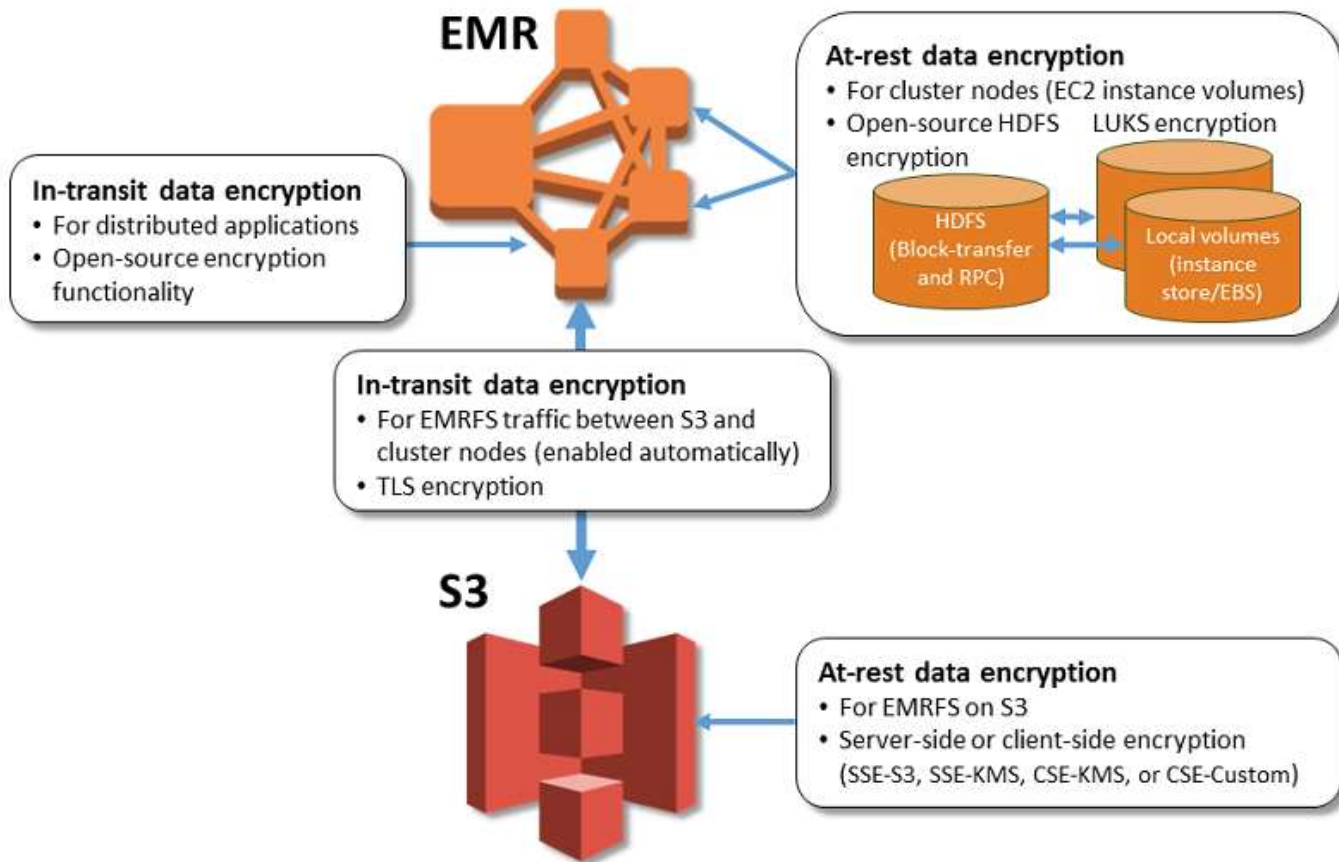 EMR
At-rest data encryption
• For cluster nodes (EC2 instance volumes)
• Open-source HDFS
encryption
LUKS encryption
HDFS
(Block-transfer
and RPC)
Local volumes
(instance
store/EBS)
In-transit data encryption
• For distributed applications
• Open-source encryption
functionality
In-transit data encryption
• For EMRFS traffic between S3 and
cluster nodes (enabled automatically)
• TLS encryption
S3
At-rest data encryption
• For EMRFS on S3
• Server-side or client-side encryption
(SSE-S3, SSE-KMS, CSE-KMS, or CSE-Custom)